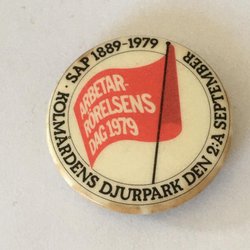 SAP 1889-1979
ARBETAR-
RÖRELSENS
DAG 1979
KOLMÅRDENS DJURPARK DEN 2:A SEPTEMBER